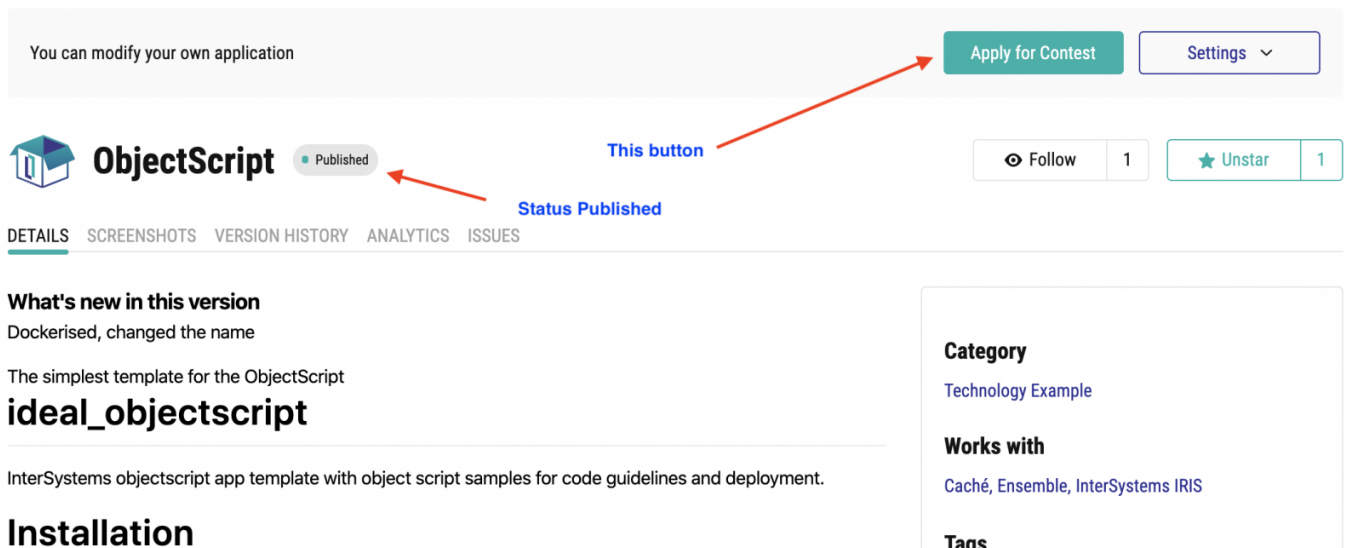 You can modify your own application
Apply for Contest
Settings
This button
ObjectScript
Published
Follow
1
Unstar
1
Status Published
DETAILS SCREENSHOTS VERSION HISTORY ANALYTICS ISSUES
What's new in this version
Dockerised, changed the name
The simplest template for the ObjectScript
ideal_objectscript
InterSystems objectscript app template with object script samples for code guidelines and deployment.
Installation
Category
Technology Example
Works with
Caché, Ensemble, InterSystems IRIS
Tags